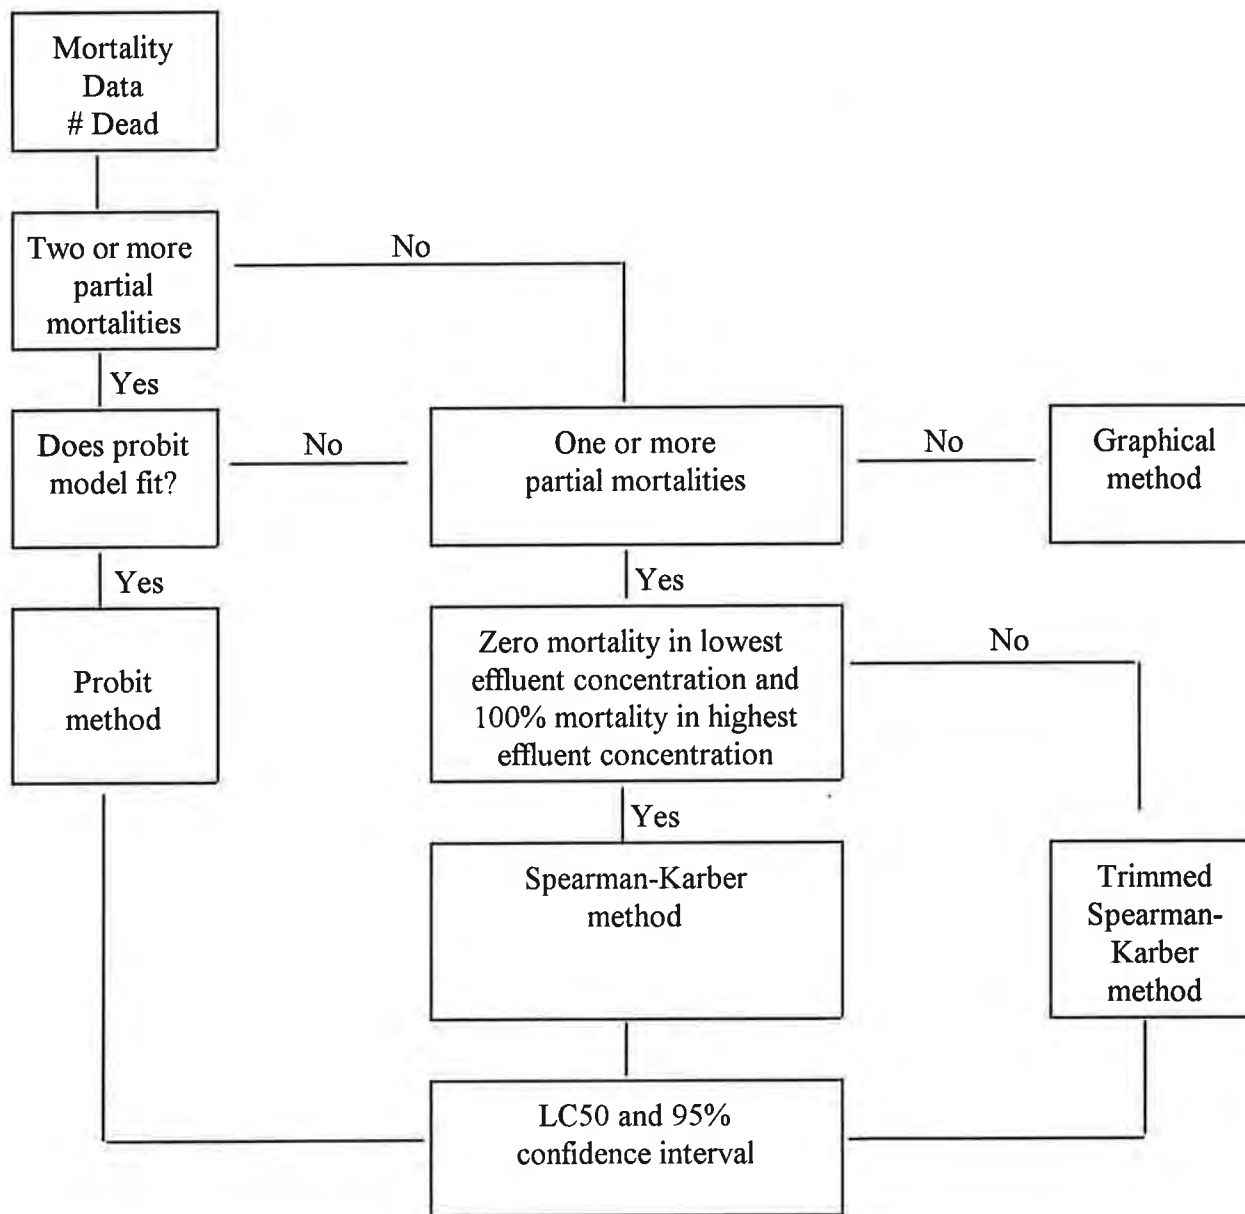 Mortality
Data
# Dead
Two or more
partial
mortalities
No
Yes
Does probit
model fit?
No
One or more
partial mortalities
No
Graphical
method
Yes
Yes
Probit
method
Zero mortality in lowest
effluent concentration and
100% mortality in highest
effluent concentration
No
Yes
Spearman-Karber
method
Trimmed
Spearman-
Karber
method
LC50 and 95%
confidence interval